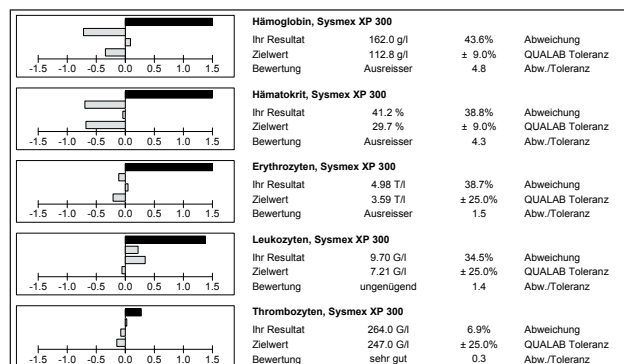 Hämoglobin, Sysmex XP 300
Ihr Resultat 162.0 g/l 43.6% Abweichung
Zielwert 112.8 g/l ± 9.0% QUALAB Toleranz
Bewertung Ausreisser 4.8 Abw./Toleranz
-1.5 -1.0 -0.5 0.0 0.5 1.0 1.5
Hämatokrit, Sysmex XP 300
Ihr Resultat 41.2 % 38.8% Abweichung
Zielwert 29.7 % ± 9.0% QUALAB Toleranz
Bewertung Ausreisser 4.3 Abw./Toleranz
-1.5 -1.0 -0.5 0.0 0.5 1.0 1.5
Erythrozyten, Sysmex XP 300
Ihr Resultat 4.98 T/l 38.7% Abweichung
Zielwert 3.59 T/l ± 25.0% QUALAB Toleranz
Bewertung Ausreisser 1.5 Abw./Toleranz
-1.5 -1.0 -0.5 0.0 0.5 1.0 1.5
Leukozyten, Sysmex XP 300
Ihr Resultat 9.70 G/l 34.5% Abweichung
Zielwert 7.21 G/l ± 25.0% QUALAB Toleranz
Bewertung ungenügend 1.4 Abw./Toleranz
-1.5 -1.0 -0.5 0.0 0.5 1.0 1.5
Thrombozyten, Sysmex XP 300
Ihr Resultat 264.0 G/l 6.9% Abweichung
Zielwert 247.0 G/l ± 25.0% QUALAB Toleranz
Bewertung sehr gut 0.3 Abw./Toleranz
-1.5 -1.0 -0.5 0.0 0.5 1.0 1.5